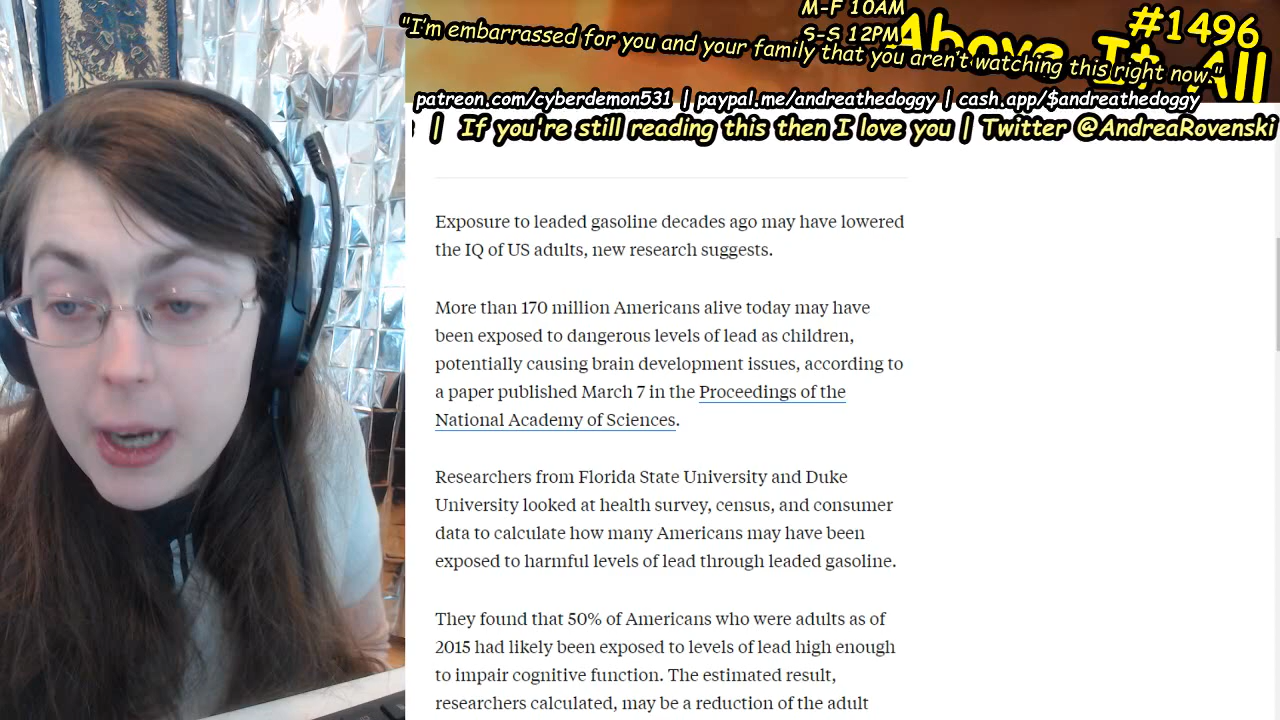 M-F 10AM
S-S 12PM
Above It All
#1496
"I'm embarrassed for you and your family that you aren't watching this right now."
patreon.com/cyberdemon531 | paypal.me/andreathedoggy | cash.app/$andreathedoggy
| If you're still reading this then I love you | Twitter @AndreaRovenski
Exposure to leaded gasoline decades ago may have lowered
the IQ of US adults, new research suggests.
More than 170 million Americans alive today may have
been exposed to dangerous levels of lead as children,
potentially causing brain development issues, according to
a paper published March 7 in the Proceedings of the
National Academy of Sciences.
Researchers from Florida State University and Duke
University looked at health survey, census, and consumer
data to calculate how many Americans may have been
exposed to harmful levels of lead through leaded gasoline.
They found that 50% of Americans who were adults as of
2015 had likely been exposed to levels of lead high enough
to impair cognitive function. The estimated result,
researchers calculated, may be a reduction of the adult